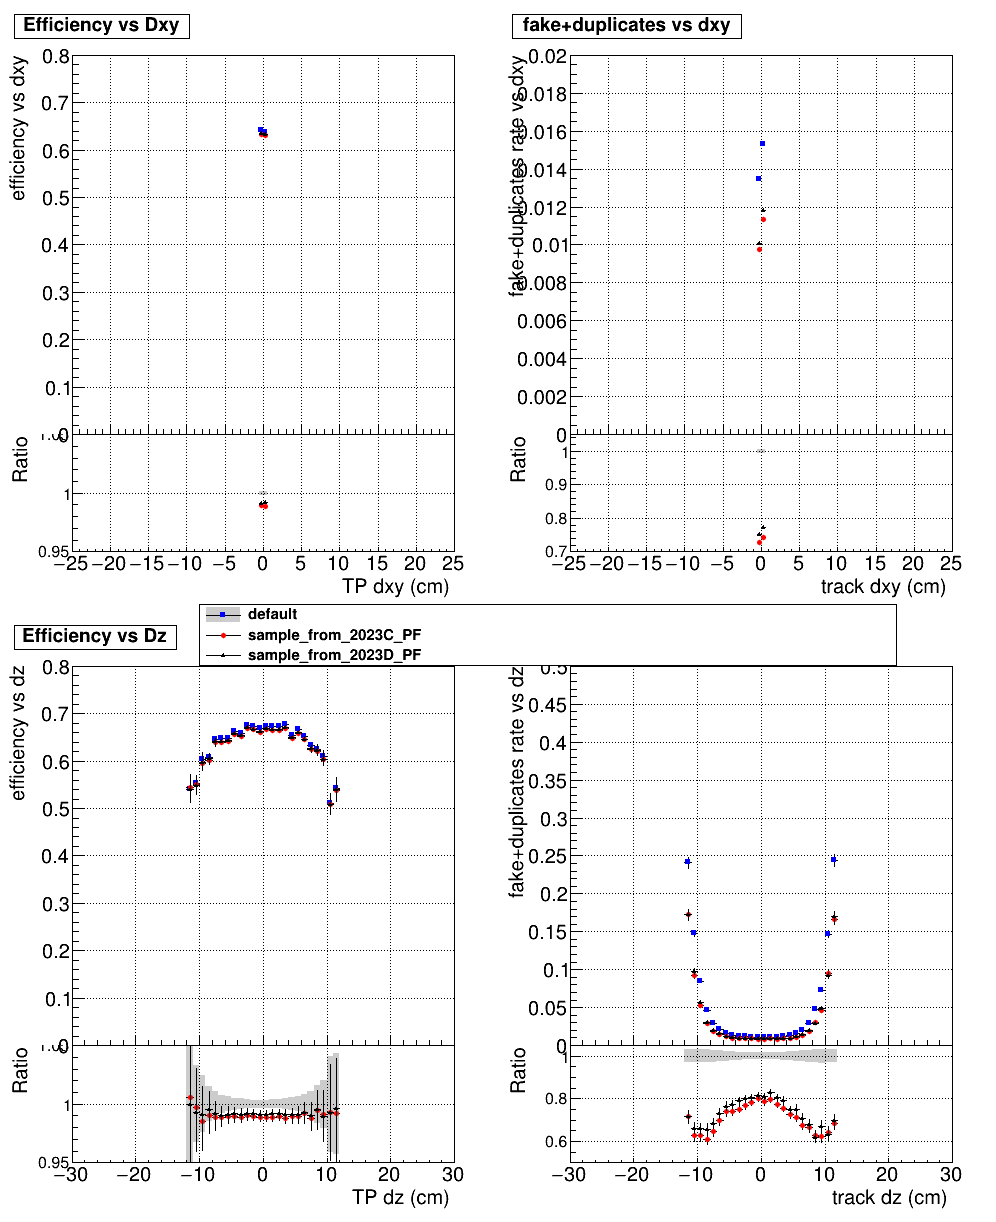 Efficiency vs Dxy
fake+duplicates vs dxy
efficiency vs dxy
0.8
0.7
0.6
0.5
0.4
0.3
0.2
0.1
0
Ratio
1
0.95
−25 −20 −15 −10 −5 0 5 10 15 20 25
TP dxy (cm)
fake+duplicates rate vs dxy
0.02
0.018
0.016
0.014
0.012
0.01
0.008
0.006
0.004
0.002
0
Ratio
1
0.9
0.8
0.7
−25 −20 −15 −10 −5 0 5 10 15 20 25
track dxy (cm)
default
sample_from_2023C_PF
sample_from_2023D_PF
Efficiency vs Dz
efficiency vs dz
0.8
0.7
0.6
0.5
0.4
0.3
0.2
0.1
0
Ratio
1
0.95
−30 −20 −10 0 10 20 30
TP dz (cm)
fake+duplicates rate vs dz
0.5
0.45
0.4
0.35
0.3
0.25
0.2
0.15
0.1
0.05
0
Ratio
1
0.8
0.6
−30 −20 −10 0 10 20 30
track dz (cm)